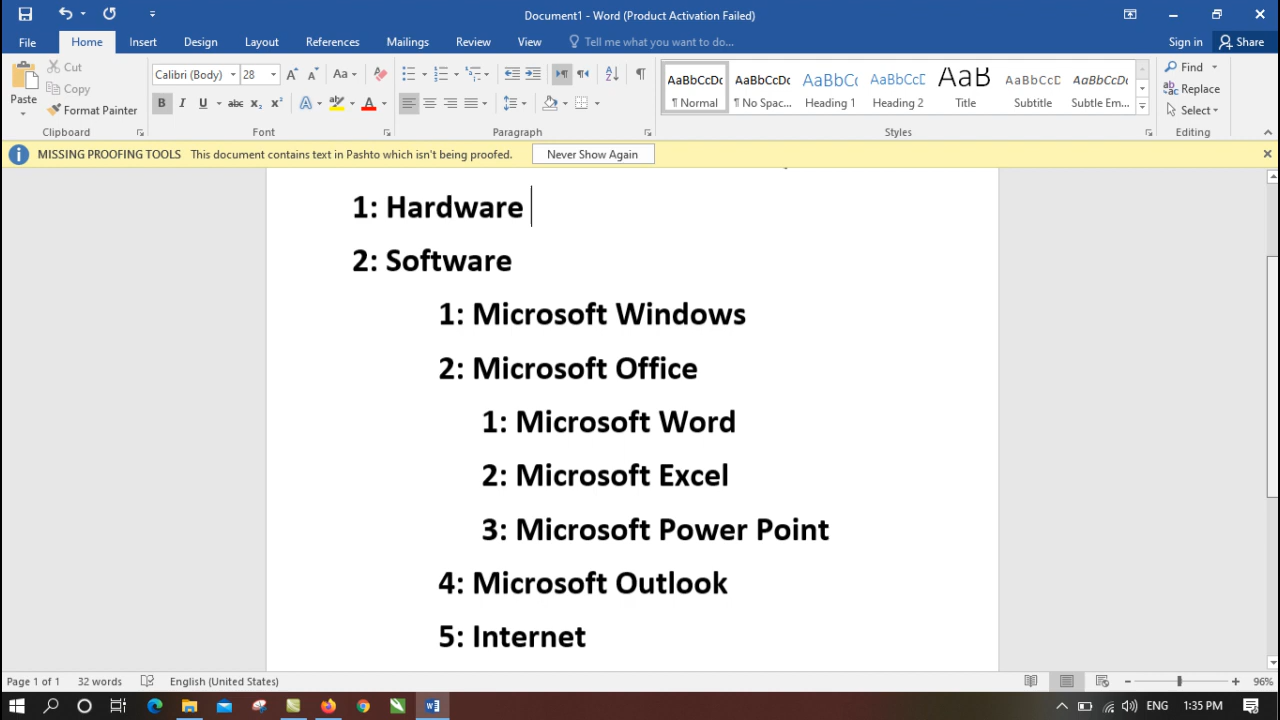 Document1 - Word (Product Activation Failed)
File Home Insert Design Layout References Mailings Review View Tell me what you want to do... Sign in Share
Paste Cut Copy Format Painter
Calibri (Body) 28 Aa
B I U abc x₂ x² A A
AaBbCcDc AaBbCcDc AaBbCc AaBbCcD AaB AaBbCcD AaBbCcDc
¶ Normal ¶ No Spac... Heading 1 Heading 2 Title Subtitle Subtle Em...
Find
Replace
Select
Clipboard Font Paragraph Styles Editing
MISSING PROOFING TOOLS This document contains text in Pashto which isn't being proofed. Never Show Again
1: Hardware
2: Software
1: Microsoft Windows
2: Microsoft Office
1: Microsoft Word
2: Microsoft Excel
3: Microsoft Power Point
4: Microsoft Outlook
5: Internet
Page 1 of 1 32 words English (United States) 96%
ENG 1:35 PM